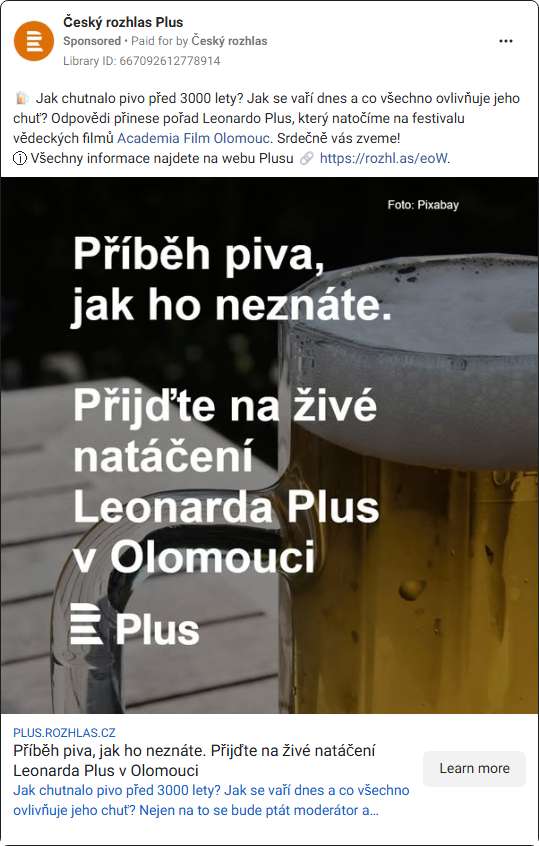 Český rozhlas Plus
Sponsored • Paid for by Český rozhlas
Library ID: 667092612778914
Jak chutnalo pivo před 3000 lety? Jak se vaří dnes a co všechno ovlivňuje jeho
chuť? Odpovědi přinese pořad Leonardo Plus, který natočíme na festivalu
vědeckých filmů Academia Film Olomouc. Srdečně vás zveme!
Všechny informace najdete na webu Plusu 🔗 https://rozhl.as/eoW.
Foto: Pixabay
Příběh piva,
jak ho neznáte.
Přijďte na živé
natáčení
Leonarda Plus
v Olomouci
Plus
PLUS.ROZHLAS.CZ
Příběh piva, jak ho neznáte. Přijďte na živé natáčení
Leonarda Plus v Olomouci
Learn more
Jak chutnalo pivo před 3000 lety? Jak se vaří dnes a co všechno
ovlivňuje jeho chuť? Nejen na to se bude ptát moderátor a...